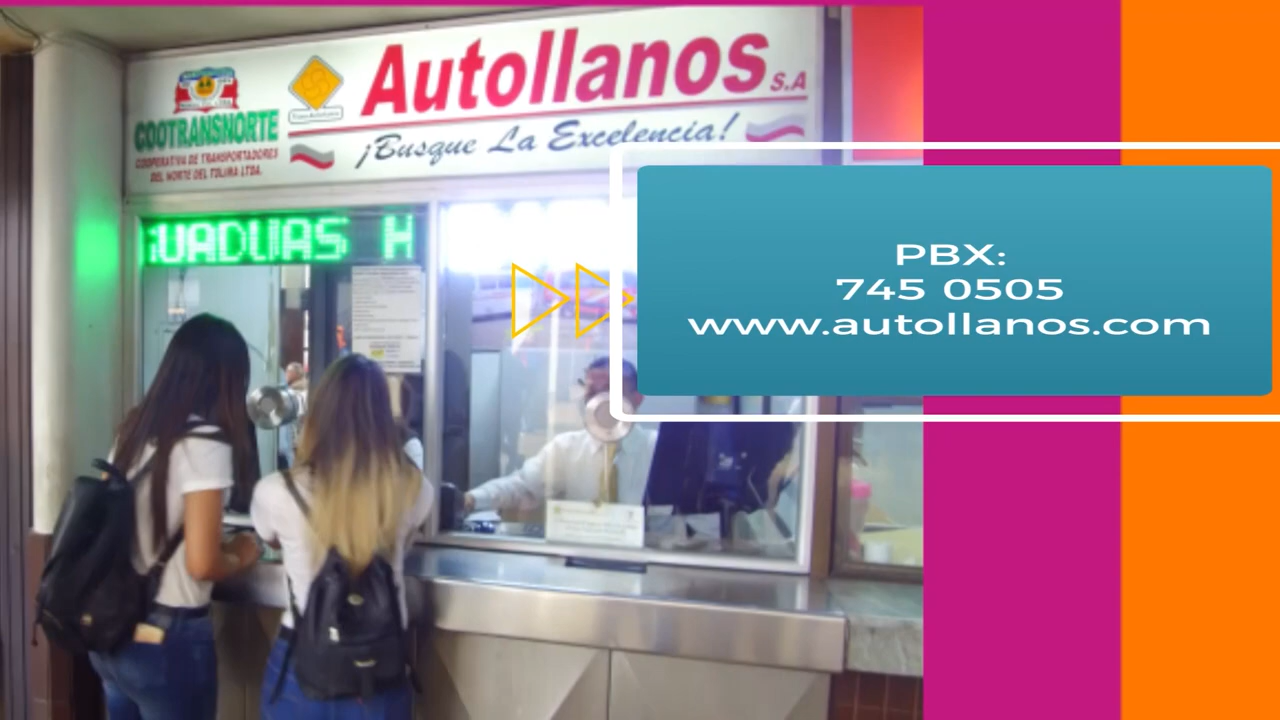 Autollanos S.A
¡Busque La Excelencia!
COOTRANSNORTE
COOPERATIVA DE TRANSPORTADORES
DEL NORTE DEL TOLIMA LTDA.
GUADUAS H
PBX:
745 0505
www.autollanos.com